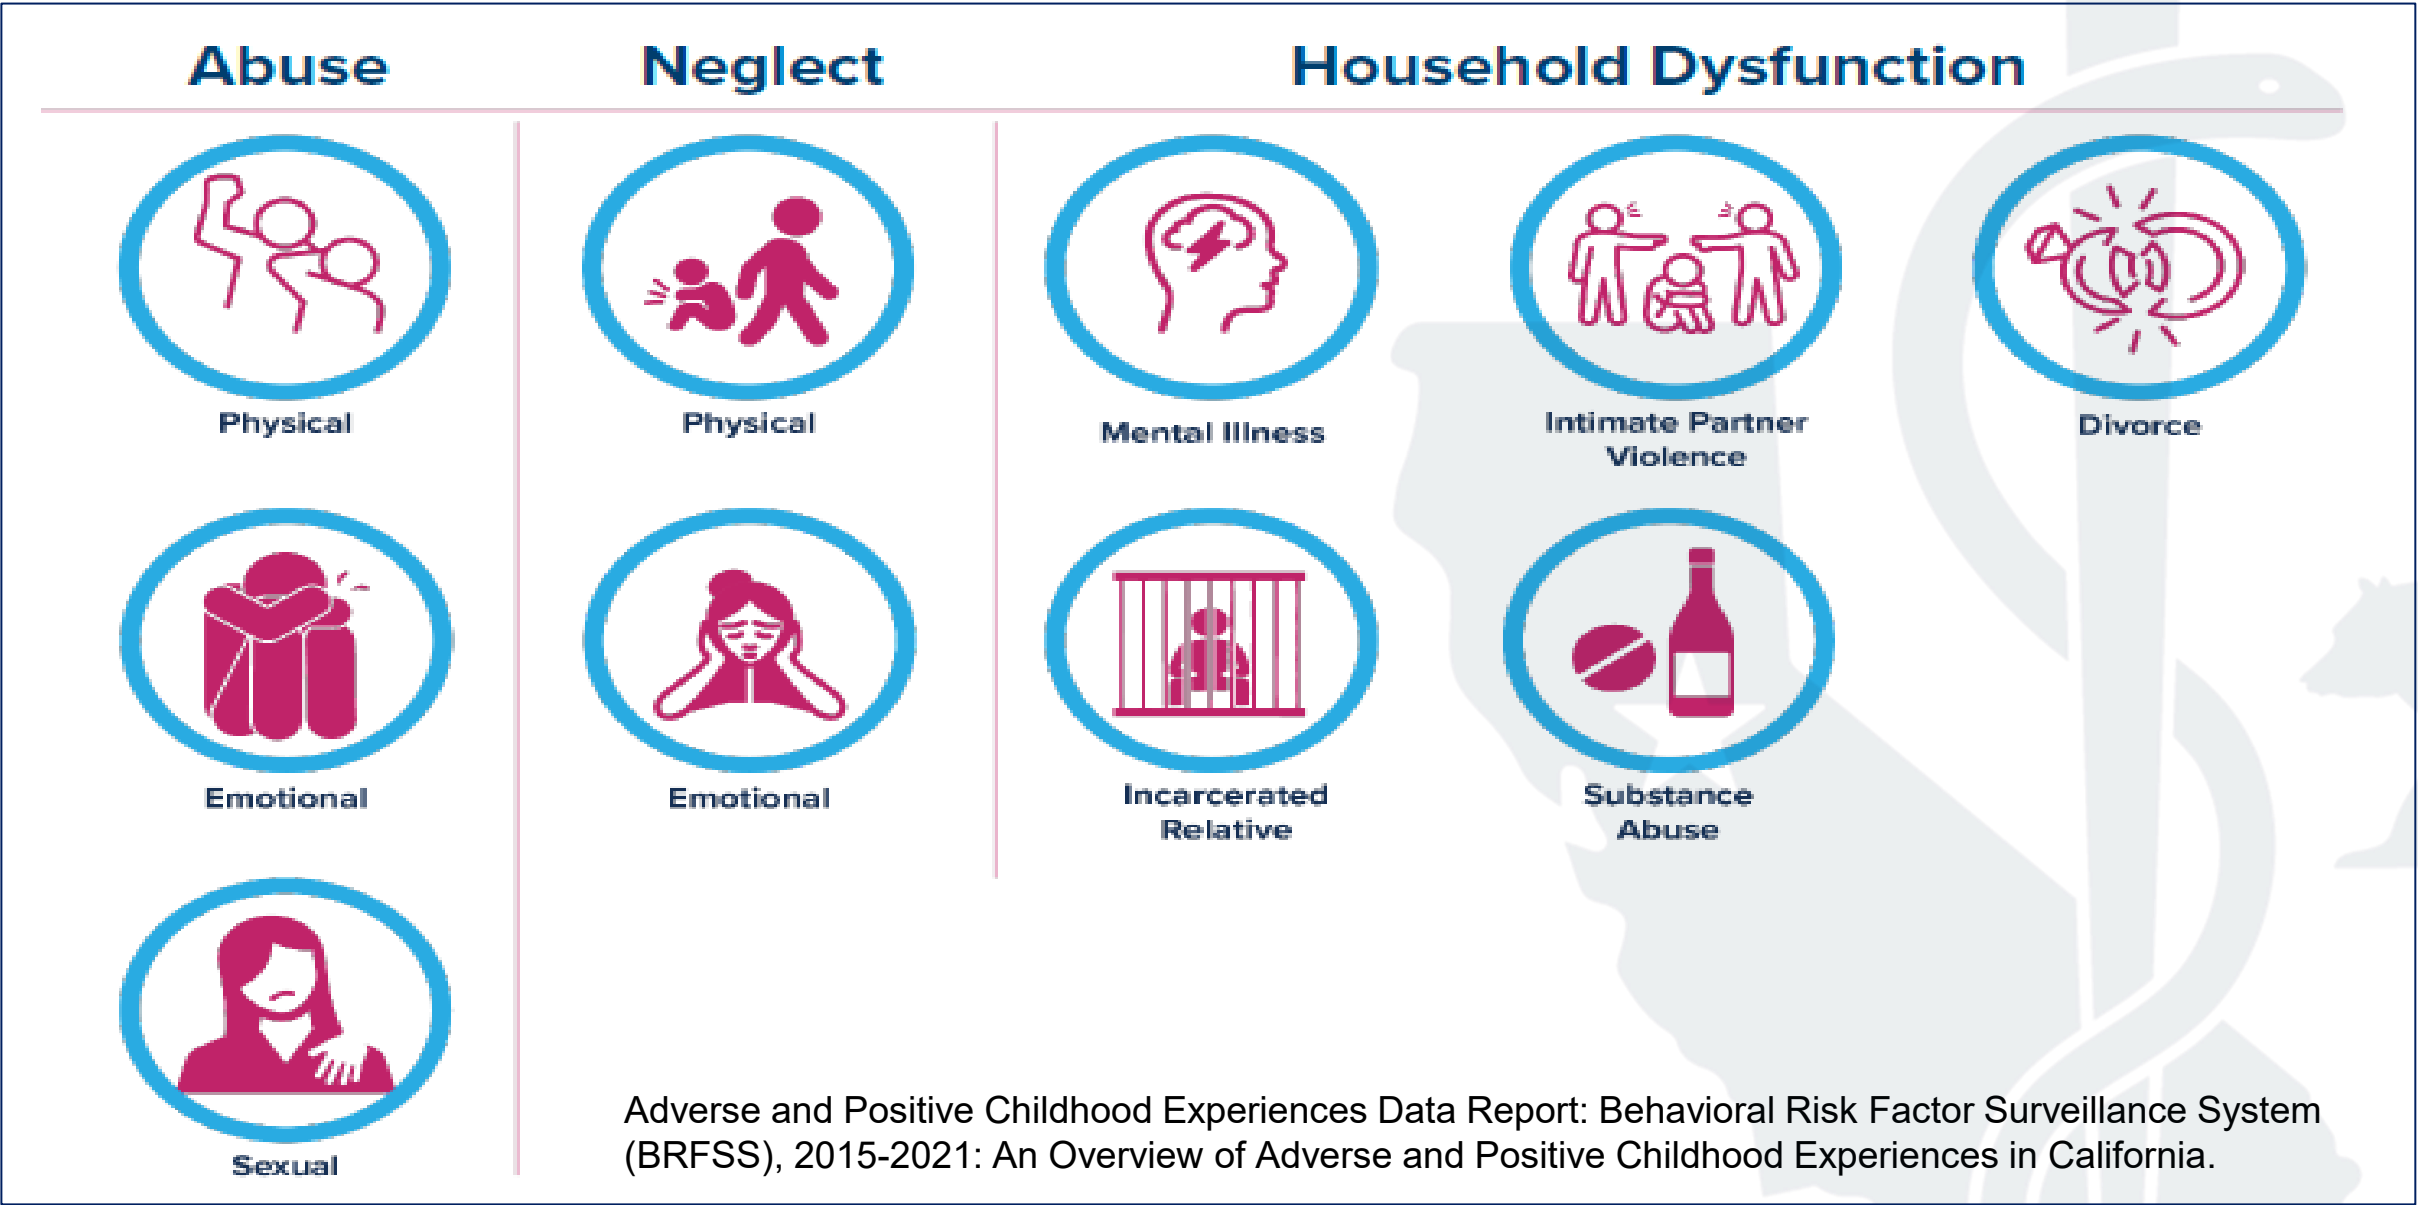 Abuse
Neglect
Household Dysfunction
Physical
Physical
Mental Illness
Intimate Partner
Violence
Divorce
Emotional
Emotional
Incarcerated
Relative
Substance
Abuse
Sexual
Adverse and Positive Childhood Experiences Data Report: Behavioral Risk Factor Surveillance System
(BRFSS), 2015-2021: An Overview of Adverse and Positive Childhood Experiences in California.